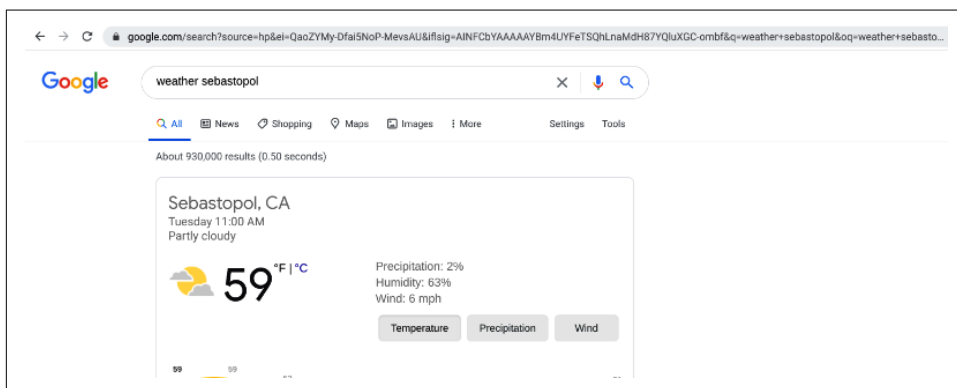 google.com/search?source=hp&ei=QaoZYMy-Dfai5NoP-MevsAU&iflsig=AINFCbYAAAAAYBm4UYFeTSQhLnaMdH87YQluXGC-ombf&q=weather+sebastopol&oq=weather+sebasto...
Google weather sebastopol
All News Shopping Maps Images More Settings Tools
About 930,000 results (0.50 seconds)
Sebastopol, CA
Tuesday 11:00 AM
Partly cloudy
59 °F | °C
Precipitation: 2%
Humidity: 63%
Wind: 6 mph
Temperature Precipitation Wind
59 59